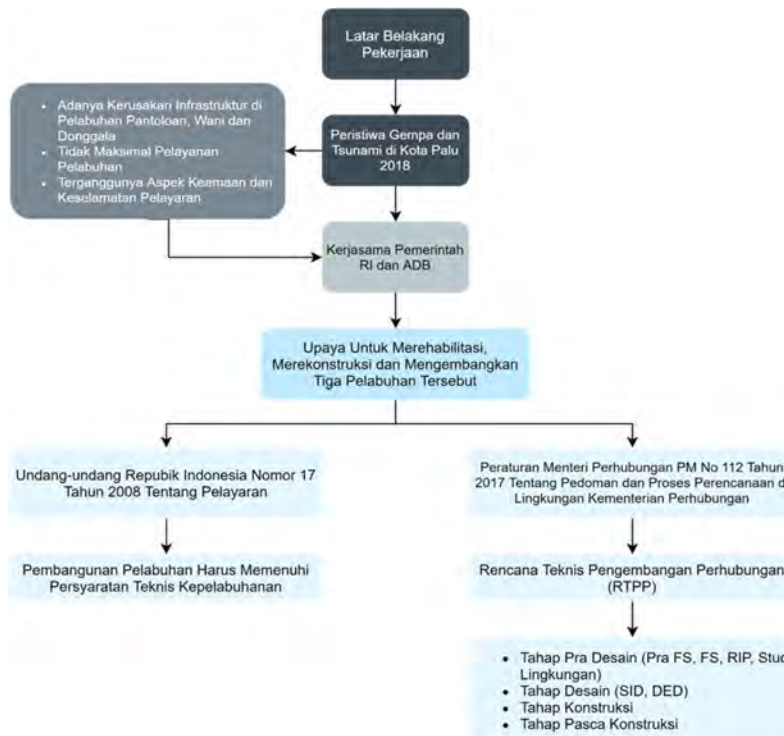 Latar Belakang
Pekerjaan
Adanya Kerusakan Infrastruktur di
Pelabuhan Pantoloan, Wani dan
Donggala
Tidak Maksimal Pelayanan
Pelabuhan
Terganggunya Aspek Keamaan dan
Keselamatan Pelayaran
Peristiwa Gempa dan
Tsunami di Kota Palu
2018
Kerjasama Pemerintah
RI dan ADB
Upaya Untuk Merehabilitasi,
Merekonstruksi dan Mengembangkan
Tiga Pelabuhan Tersebut
Undang-undang Repubik Indonesia Nomor 17
Tahun 2008 Tentang Pelayaran
Pembangunan Pelabuhan Harus Memenuhi
Persyaratan Teknis Kepelabuhanan
Peraturan Menteri Perhubungan PM No 112 Tahun
2017 Tentang Pedoman dan Proses Perencanaan d
Lingkungan Kementerian Perhubungan
Rencana Teknis Pengembangan Perhubungan
(RTPP)
Tahap Pra Desain (Pra FS, FS, RIP, Stud
Lingkungan)
Tahap Desain (SID, DED)
Tahap Konstruksi
Tahap Pasca Konstruksi